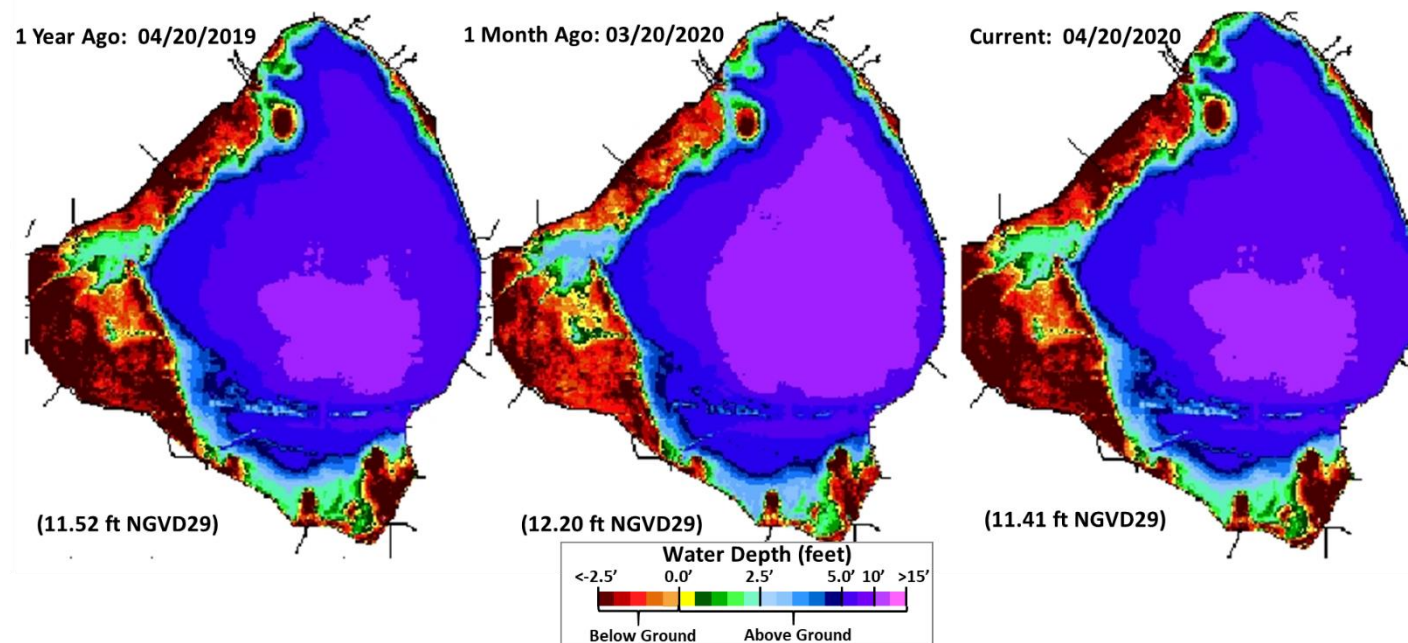 1 Year Ago: 04/20/2019
1 Month Ago: 03/20/2020
Current: 04/20/2020
(11.52 ft NGVD29)
(12.20 ft NGVD29)
(11.41 ft NGVD29)
Water Depth (feet)
<-2.5' 0.0' 2.5' 5.0' 10' >15'
Below Ground Above Ground